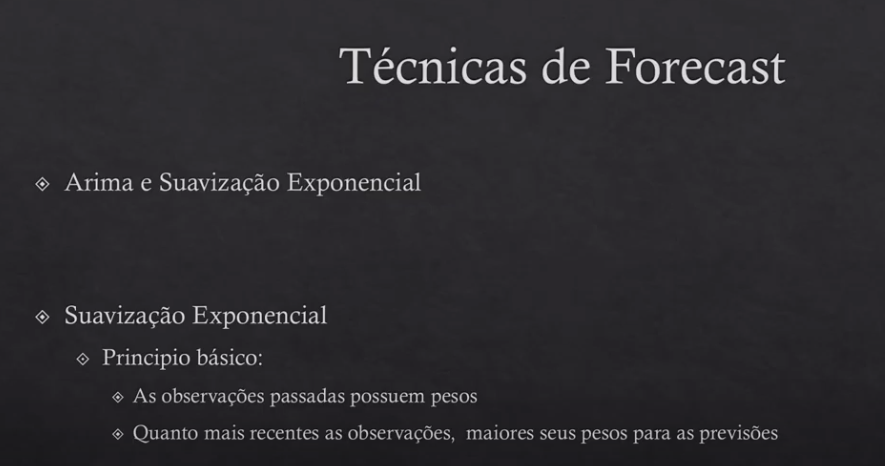 Técnicas de Forecast
Arima e Suavização Exponencial
Suavização Exponencial
Principio básico:
As observações passadas possuem pesos
Quanto mais recentes as observações, maiores seus pesos para as previsões